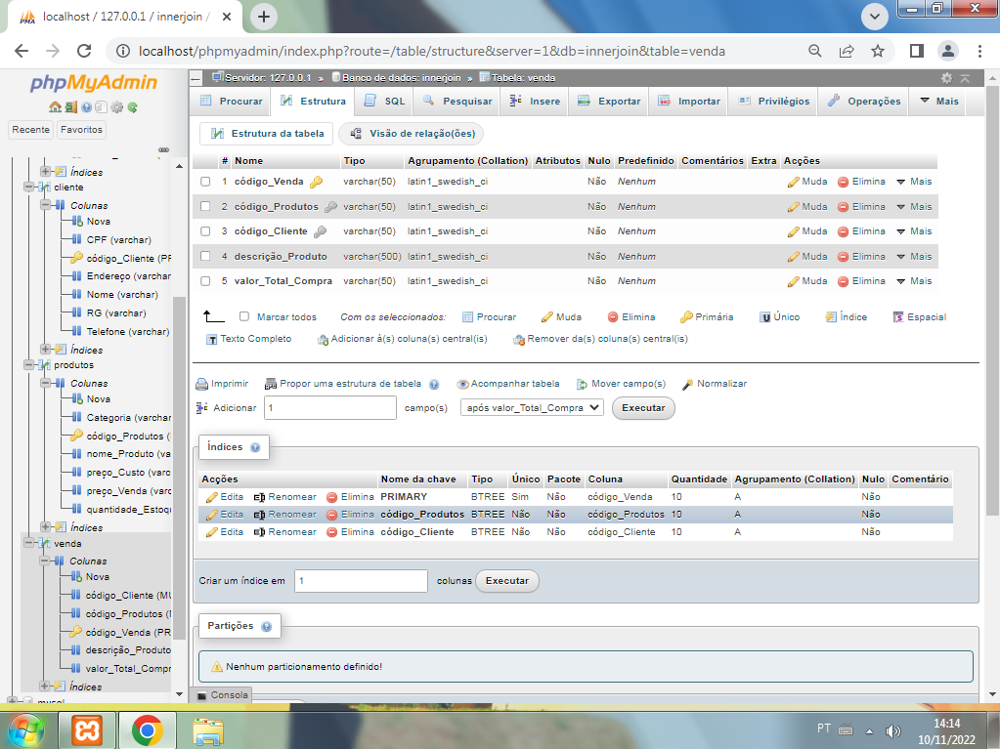 localhost / 127.0.0.1 / innerjoin /
localhost/phpmyadmin/index.php?route=/table/structure&server=1&db=innerjoin&table=venda
phpMyAdmin
Recente Favoritos
Índices
cliente
Colunas
Nova
CPF (varchar)
código_Cliente (PF
Endereço (varchar
Nome (varchar)
RG (varchar)
Telefone (varchar)
Índices
produtos
Colunas
Nova
Categoria (varchar
código_Produtos (
nome_Produto (va
preço_Custo (varc
preço_Venda (varc
quantidade_Estoqu
Índices
venda
Colunas
Nova
código_Cliente (MU
código_Produtos (M
código_Venda (PR
descrição_Produto
valor_Total_Compr
Índices
mysql
Servidor: 127.0.0.1 » Banco de dados: innerjoin » Tabela: venda
Procurar Estrutura SQL Pesquisar Insere Exportar Importar Privilégios Operações Mais
Estrutura da tabela Visão de relação(ões)
# Nome Tipo Agrupamento (Collation) Atributos Nulo Predefinido Comentários Extra Acções
1 código_Venda varchar(50) latin1_swedish_ci Não Nenhum Muda Elimina Mais
2 código_Produtos varchar(50) latin1_swedish_ci Não Nenhum Muda Elimina Mais
3 código_Cliente varchar(50) latin1_swedish_ci Não Nenhum Muda Elimina Mais
4 descrição_Produto varchar(500) latin1_swedish_ci Não Nenhum Muda Elimina Mais
5 valor_Total_Compra varchar(50) latin1_swedish_ci Não Nenhum Muda Elimina Mais
Marcar todos Com os seleccionados: Procurar Muda Elimina Primária Único Índice Espacial
Texto Completo Adicionar à(s) coluna(s) central(is) Remover da(s) coluna(s) central(is)
Imprimir Propor uma estrutura de tabela Acompanhar tabela Mover campo(s) Normalizar
Adicionar 1 campo(s) após valor_Total_Compra Executar
Índices
Acções Nome da chave Tipo Único Pacote Coluna Quantidade Agrupamento (Collation) Nulo Comentário
Edita Renomear Elimina PRIMARY BTREE Sim Não código_Venda 10 A Não
Edita Renomear Elimina código_Produtos BTREE Não Não código_Produtos 10 A Não
Edita Renomear Elimina código_Cliente BTREE Não Não código_Cliente 10 A Não
Criar um índice em 1 colunas Executar
Partições
Nenhum particionamento definido!
Consola
PT
14:14
10/11/2022